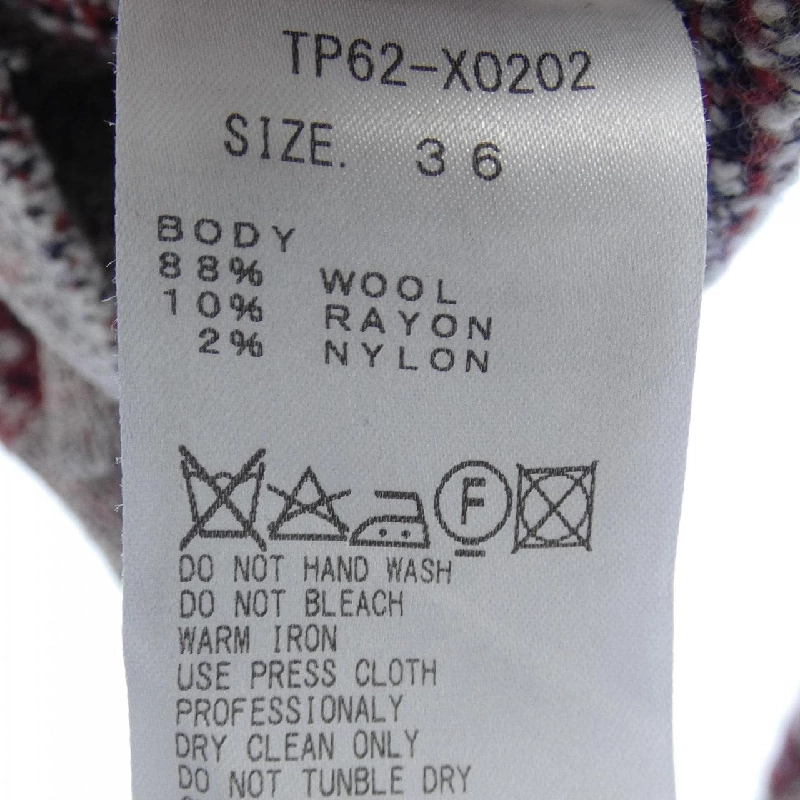 TP62-X0202
SIZE. 36
BODY
88% WOOL
10% RAYON
2% NYLON
F
DO NOT HAND WASH
DO NOT BLEACH
WARM IRON
USE PRESS CLOTH
PROFESSIONALY
DRY CLEAN ONLY
DO NOT TUNBLE DRY